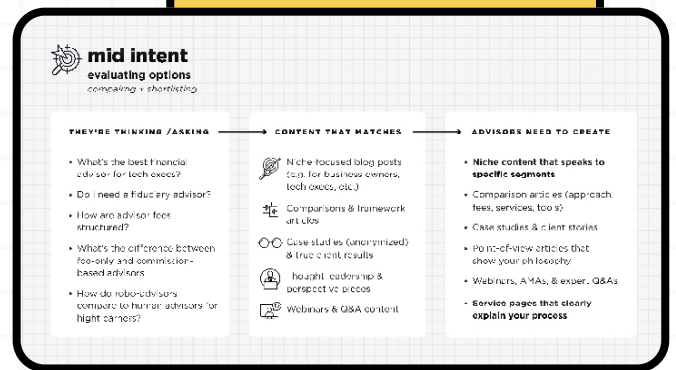 mid intent
evaluating options
comparing + shortlisting
THEY'RE THINKING /ASKING
CONTENT THAT MATCHES
ADVISORS NEED TO CREATE
• What's the best financial
advisor for tech execs?
• Do I need a fiduciary advisor?
• How are advisor fees
structured?
• What's the difference between
fee-only and commission-
based advisors
• How do robo-advisors
compare to human advisors for
hight earners?
Niche-focused blog posts
(e.g. for business owners,
tech execs, etc.)
Comparisons & framework
articles
Case studies (anonymized)
& true client results
Thought leadership &
perspective pieces
Webinars & Q&A content
• Niche content that speaks to
specific segments
• Comparison articles (approach,
fees, services, tools)
• Case studies & client stories
• Point-of-view articles that
show your philosophy
• Webinars, AMAs, & expert Q&As
• Service pages that clearly
explain your process